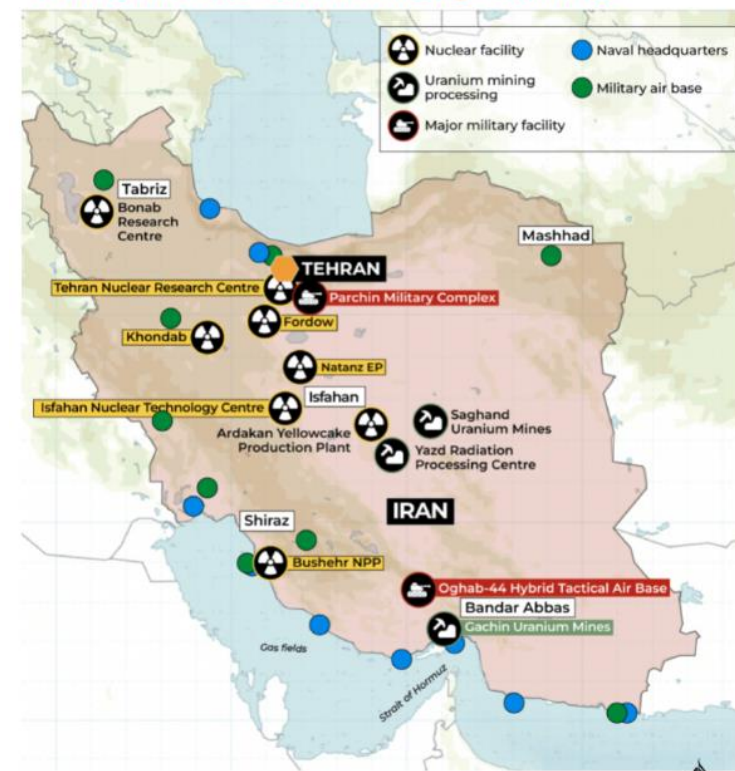 Nuclear facility
Naval headquarters
Uranium mining
processing
Military air base
Major military facility
Tabriz
Bonab
Research
Centre
Mashhad
TEHRAN
Tehran Nuclear Research Centre
Parchin Military Complex
Fordow
Khondab
Natanz EP
Isfahan
Isfahan Nuclear Technology Centre
Ardakan Yellowcake
Production Plant
Saghand
Uranium Mines
Yazd Radiation
Processing Centre
IRAN
Shiraz
Bushehr NPP
Oghab-44 Hybrid Tactical Air Base
Bandar Abbas
Gachin Uranium Mines
Gas fields
Strait of Hormuz